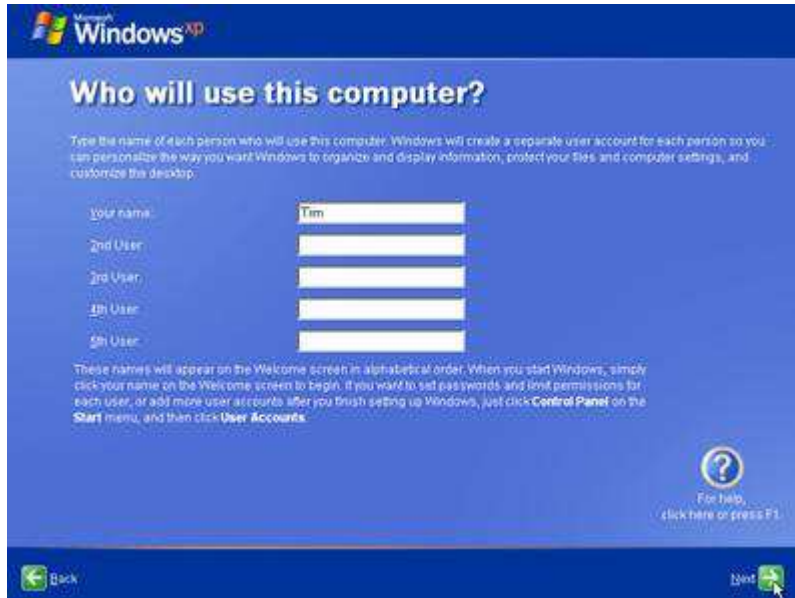 Microsoft
Windows xp
Who will use this computer?
Type the name of each person who will use this computer. Windows will create a separate user account for each person so you
can personalize the way you want Windows to organize and display information, protect your files and computer settings, and
customize the desktop.
Your name:
Tim
2nd User:
3rd User:
4th User:
5th User:
These names will appear on the Welcome screen in alphabetical order. When you start Windows, simply
click your name on the Welcome screen to begin. If you want to set passwords and limit permissions for
each user, or add more user accounts after you finish setting up Windows, just click Control Panel on the
Start menu, and then click User Accounts.
For help,
click here or press F1.
Back
Next